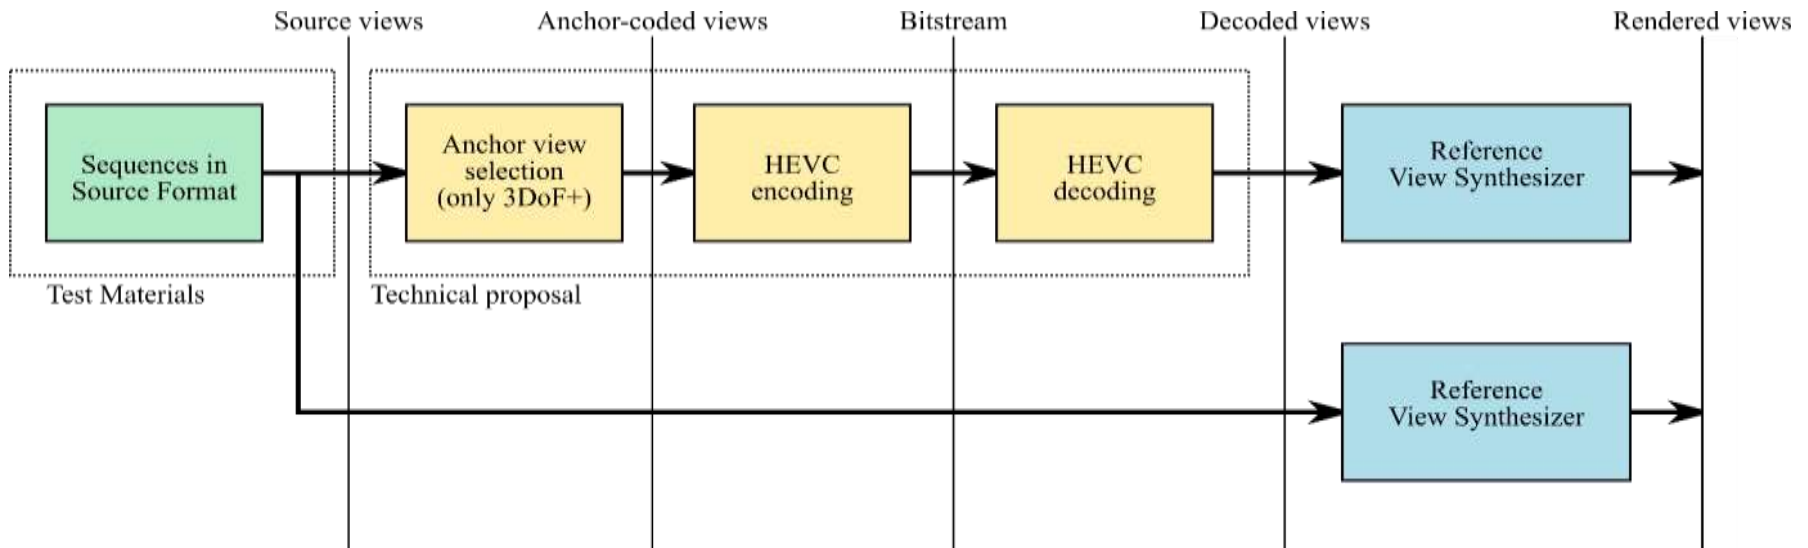 Source views
Anchor-coded views
Bitstream
Decoded views
Rendered views
Sequences in
Source Format
Anchor view
selection
(only 3DoF+)
HEVC
encoding
HEVC
decoding
Reference
View Synthesizer
Test Materials
Technical proposal
Reference
View Synthesizer